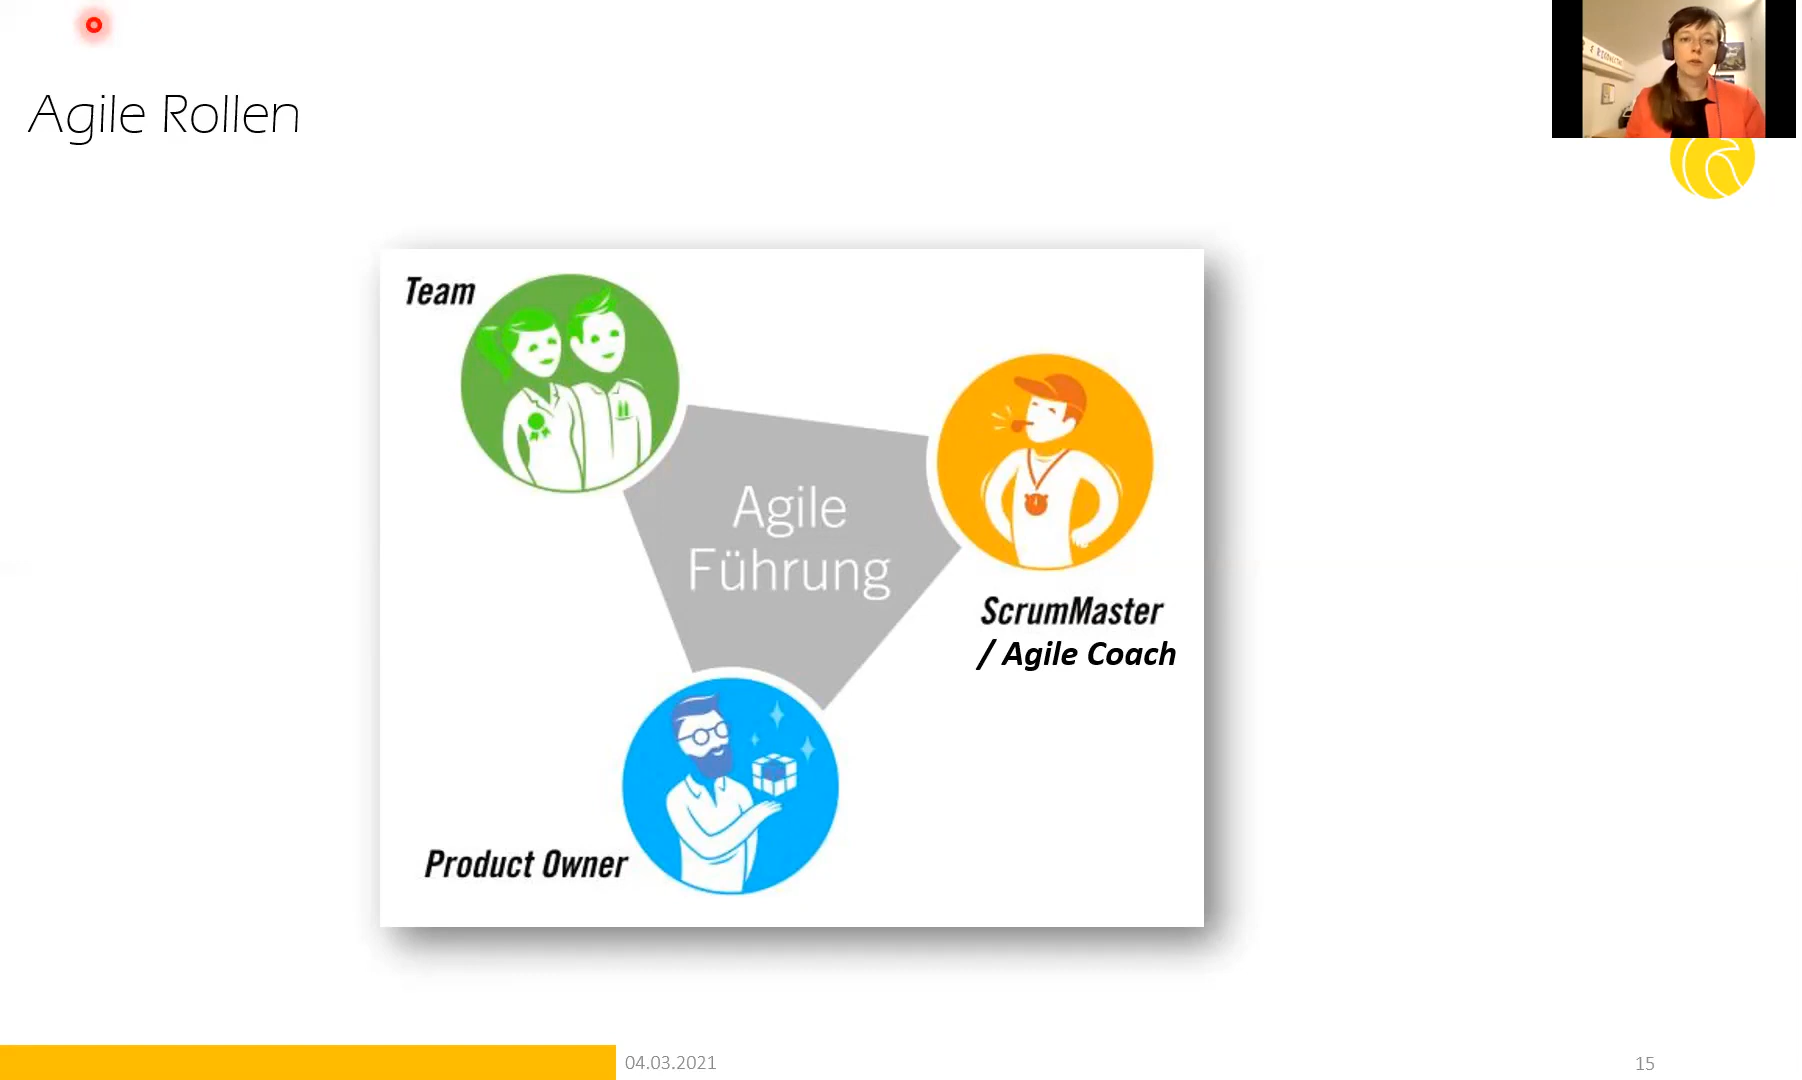 Agile Rollen
Team
Agile
Führung
ScrumMaster
/ Agile Coach
Product Owner
04.03.2021
15